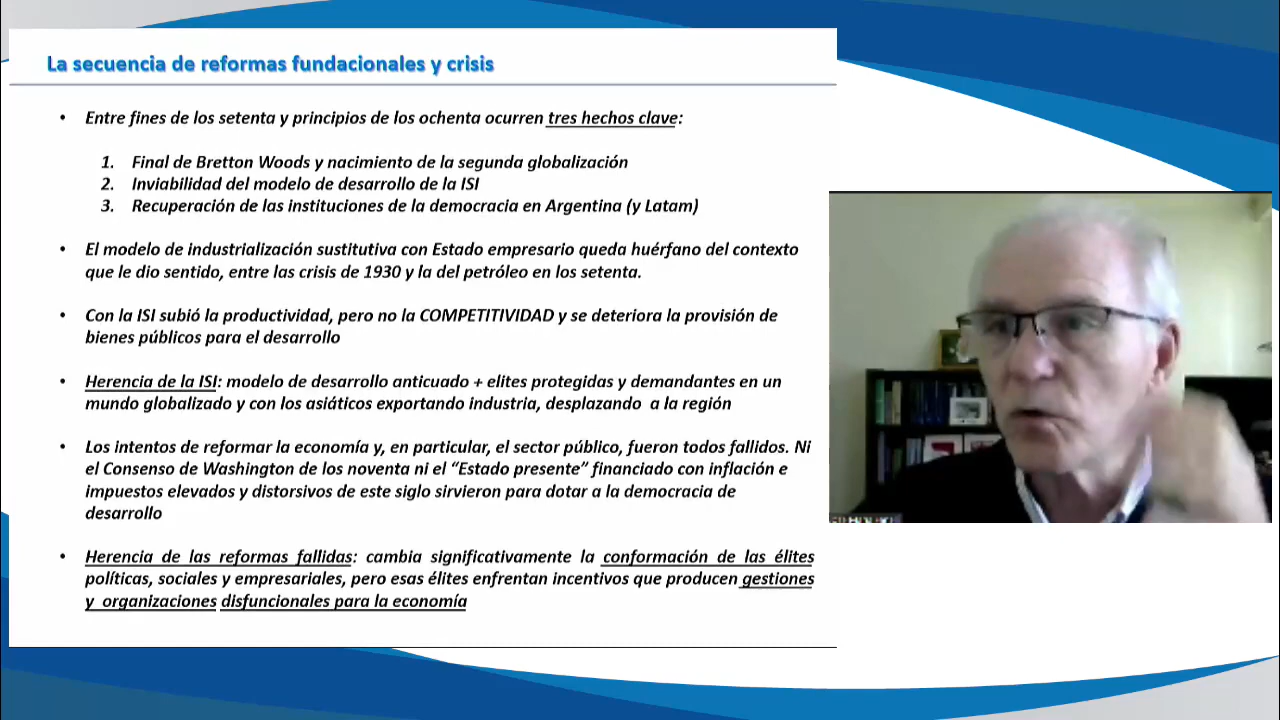 La secuencia de reformas fundacionales y crisis
• Entre fines de los setenta y principios de los ochenta ocurren tres hechos clave:
1. Final de Bretton Woods y nacimiento de la segunda globalización
2. Inviabilidad del modelo de desarrollo de la ISI
3. Recuperación de las instituciones de la democracia en Argentina (y Latam)
• El modelo de industrialización sustitutiva con Estado empresario queda huérfano del contexto
que le dio sentido, entre las crisis de 1930 y la del petróleo en los setenta.
• Con la ISI subió la productividad, pero no la COMPETITIVIDAD y se deteriora la provisión de
bienes públicos para el desarrollo
• Herencia de la ISI: modelo de desarrollo anticuado + elites protegidas y demandantes en un
mundo globalizado y con los asiáticos exportando industria, desplazando a la región
• Los intentos de reformar la economía y, en particular, el sector público, fueron todos fallidos. Ni
el Consenso de Washington de los noventa ni el “Estado presente” financiado con inflación e
impuestos elevados y distorsivos de este siglo sirvieron para dotar a la democracia de
desarrollo
• Herencia de las reformas fallidas: cambia significativamente la conformación de las élites
políticas, sociales y empresariales, pero esas élites enfrentan incentivos que producen gestiones
y organizaciones disfuncionales para la economía